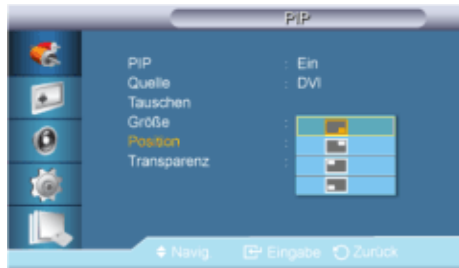 PIP
PIP : Ein
Quelle : DVI
Tauschen
Größe :
Position :
Transparenz :
Navig. Eingabe Zurück